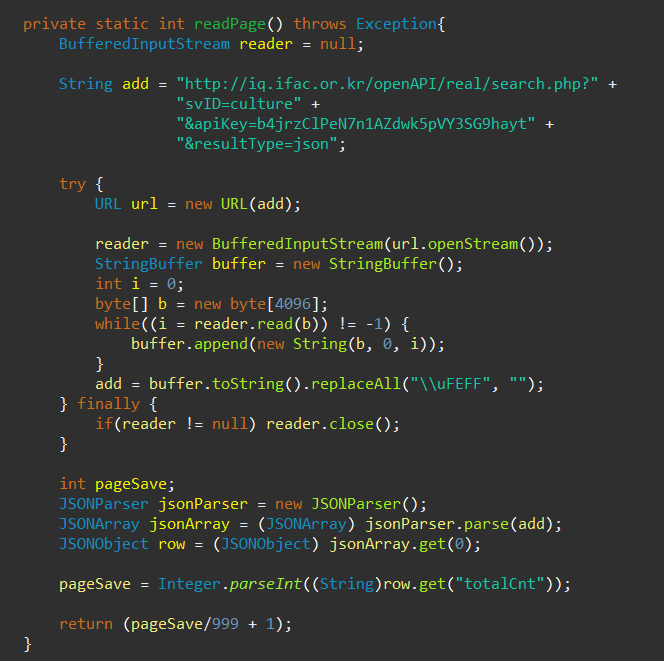 private static int readPage() throws Exception{
BufferedInputStream reader = null;
String add = "http://iq.ifac.or.kr/openAPI/real/search.php?" +
"svID=culture" +
"&apiKey=b4jrzClPeN7n1AZdwk5pVY3SG9hayt" +
"&resultType=json";
try {
URL url = new URL(add);
reader = new BufferedInputStream(url.openStream());
StringBuffer buffer = new StringBuffer();
int i = 0;
byte[] b = new byte[4096];
while((i = reader.read(b)) != -1) {
buffer.append(new String(b, 0, i));
}
add = buffer.toString().replaceAll("\\uFEFF", "");
} finally {
if(reader != null) reader.close();
}
int pageSave;
JSONParser jsonParser = new JSONParser();
JSONArray jsonArray = (JSONArray) jsonParser.parse(add);
JSONObject row = (JSONObject) jsonArray.get(0);
pageSave = Integer.parseInt((String)row.get("totalCnt"));
return (pageSave/999 + 1);
}